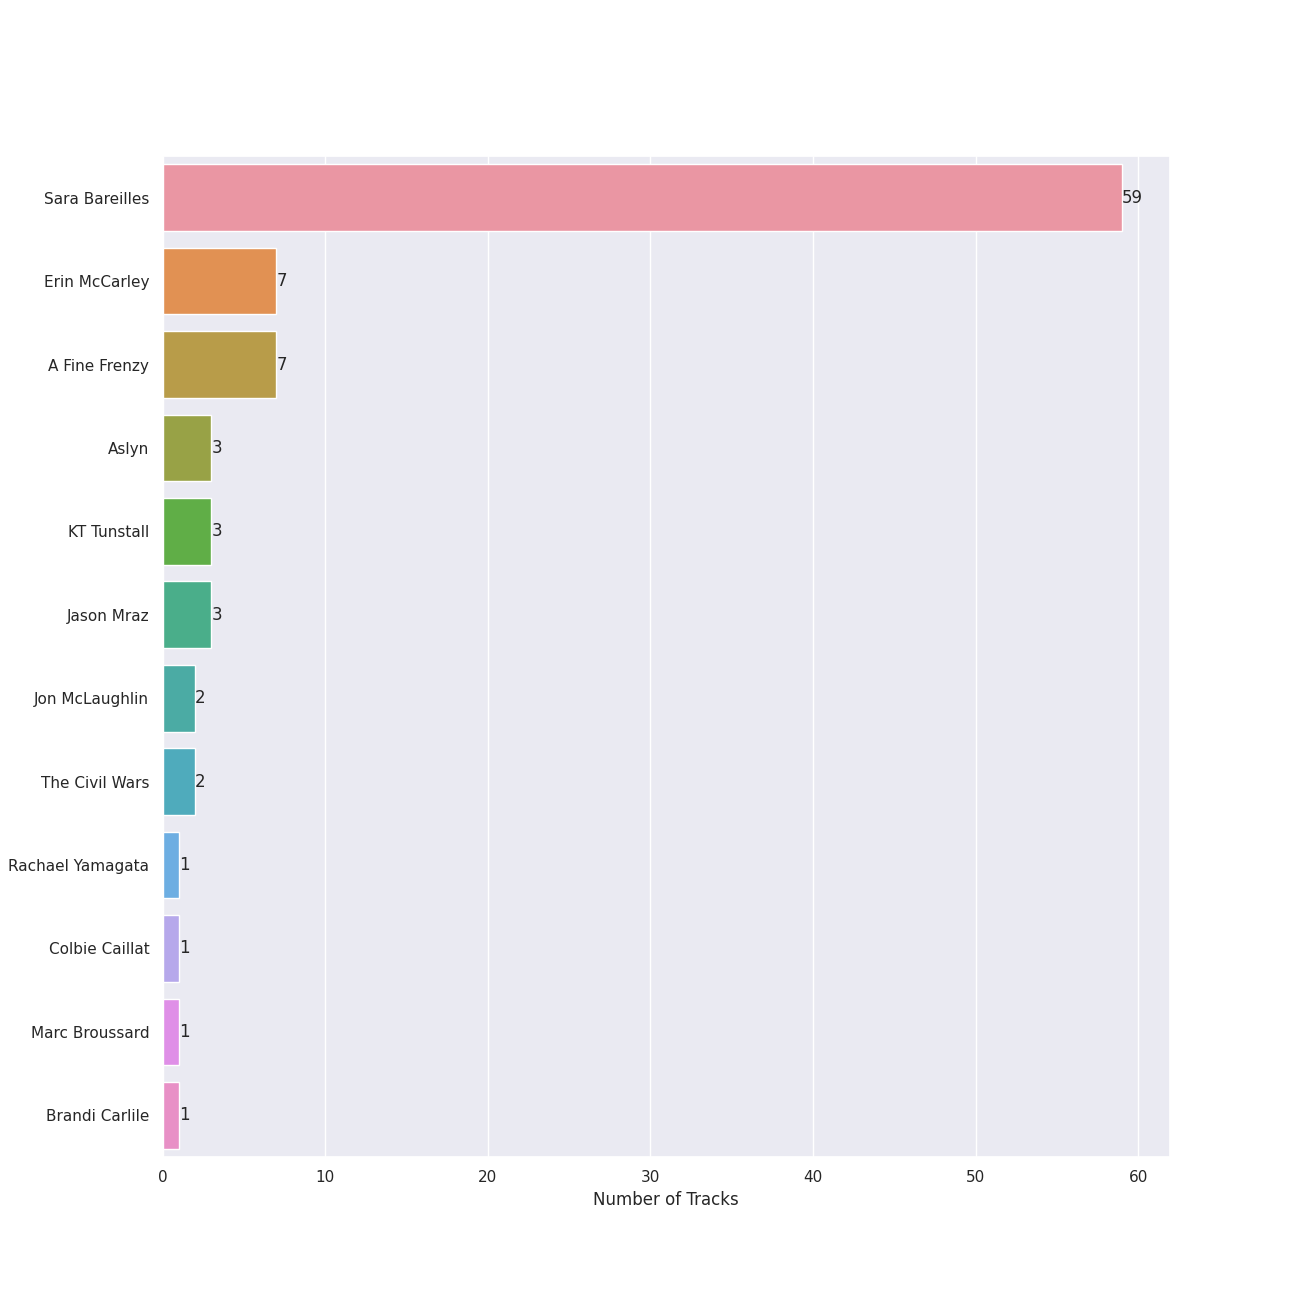 Sara Bareilles 59
Erin McCarley 7
A Fine Frenzy 7
Aslyn 3
KT Tunstall 3
Jason Mraz 3
Jon McLaughlin 2
The Civil Wars 2
Rachael Yamagata 1
Colbie Caillat 1
Marc Broussard 1
Brandi Carlile 1
0 10 20 30 40 50 60
Number of Tracks